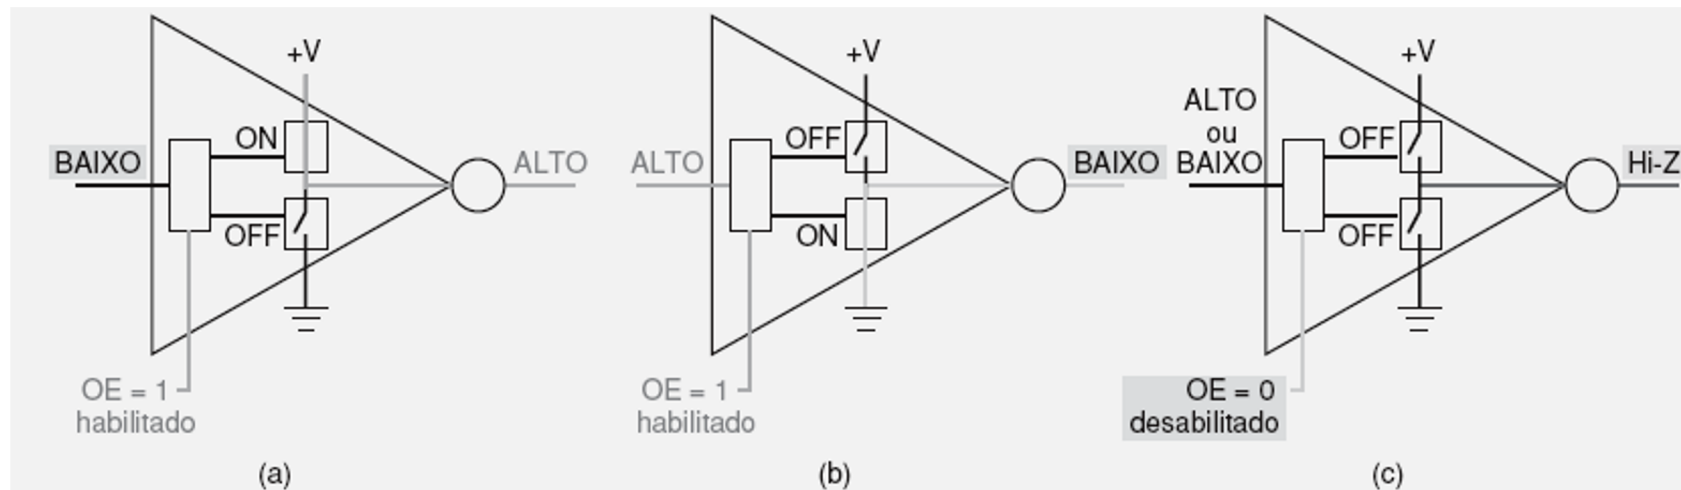 +V
ON
BAIXO
ALTO
OFF
OE = 1
habilitado
(a)
+V
OFF
ALTO
BAIXO
ON
OE = 1
habilitado
(b)
+V
ALTO
ou
BAIXO
OFF
Hi-Z
OFF
OE = 0
desabilitado
(c)